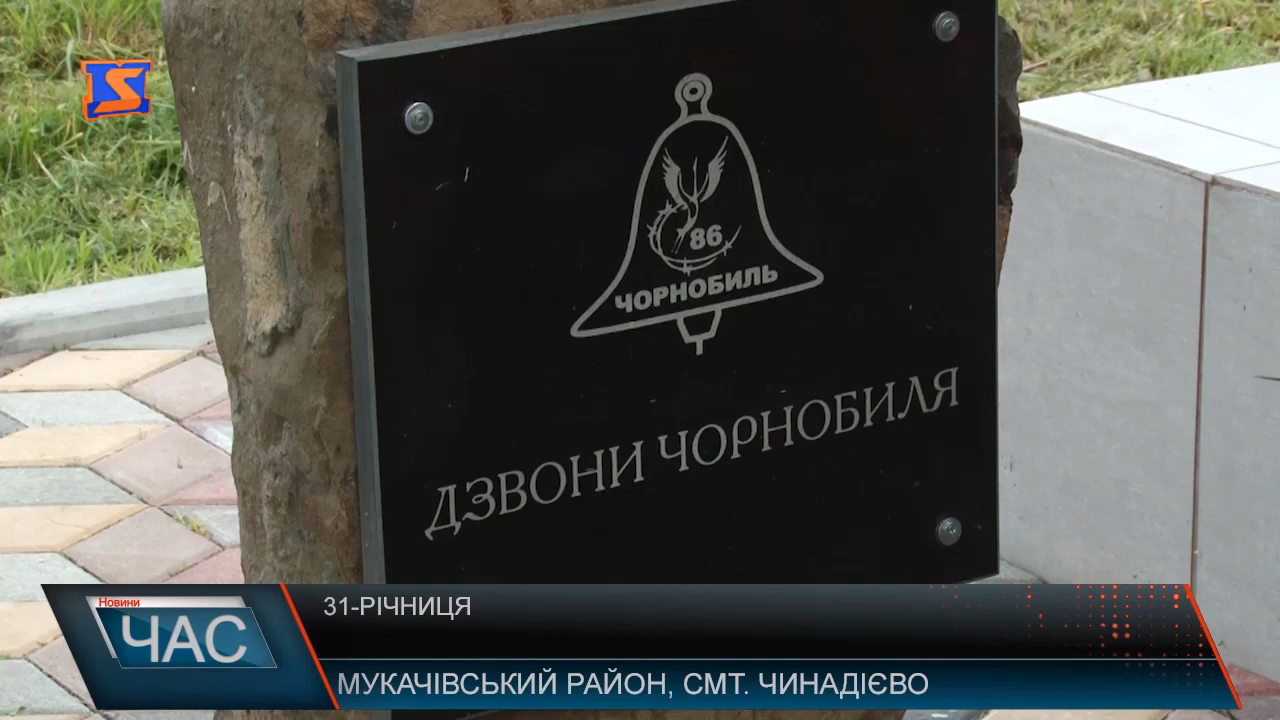 86
ЧОРНОБИЛЬ
ДЗВОНИ ЧОРНОБИЛЯ
Новини
ЧАС
31-РІЧНИЦЯ
МУКАЧІВСЬКИЙ РАЙОН, СМТ. ЧИНАДІЄВО